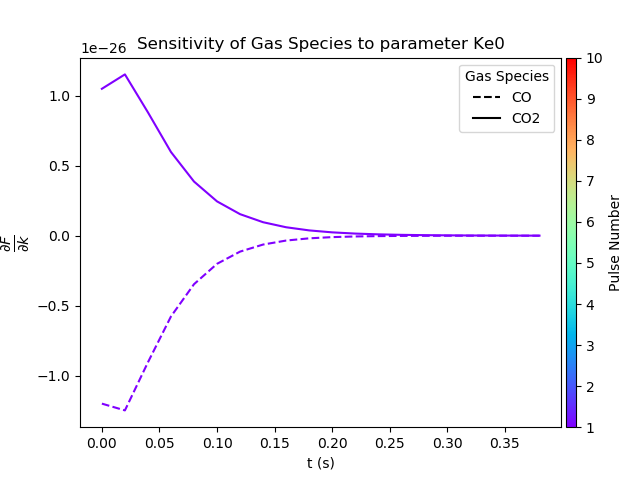 Sensitivity of Gas Species to parameter Ke0
1e−26
1.0
0.5
0.0
−0.5
−1.0
∂F
∂k
0.00 0.05 0.10 0.15 0.20 0.25 0.30 0.35
t (s)
Gas Species
CO
CO2
10
9
8
7
6
5
4
3
2
1
Pulse Number